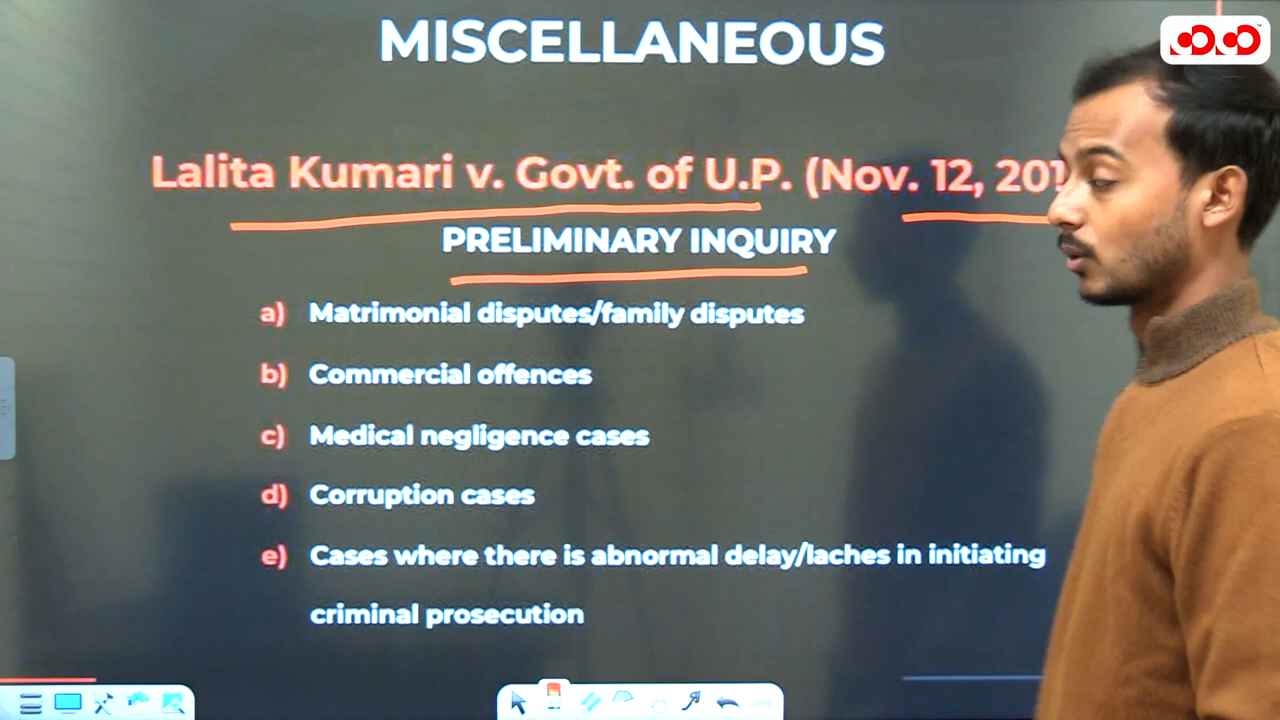 MISCELLANEOUS
Lalita Kumari v. Govt. of U.P. (Nov. 12,
PRELIMINARY INQUIRY
a) Matrimonial disputes/family disputes
b) Commercial offences
c) Medical negligence cases
d) Corruption cases
e) Cases where there is abnormal delay/laches in initiating
criminal prosecution